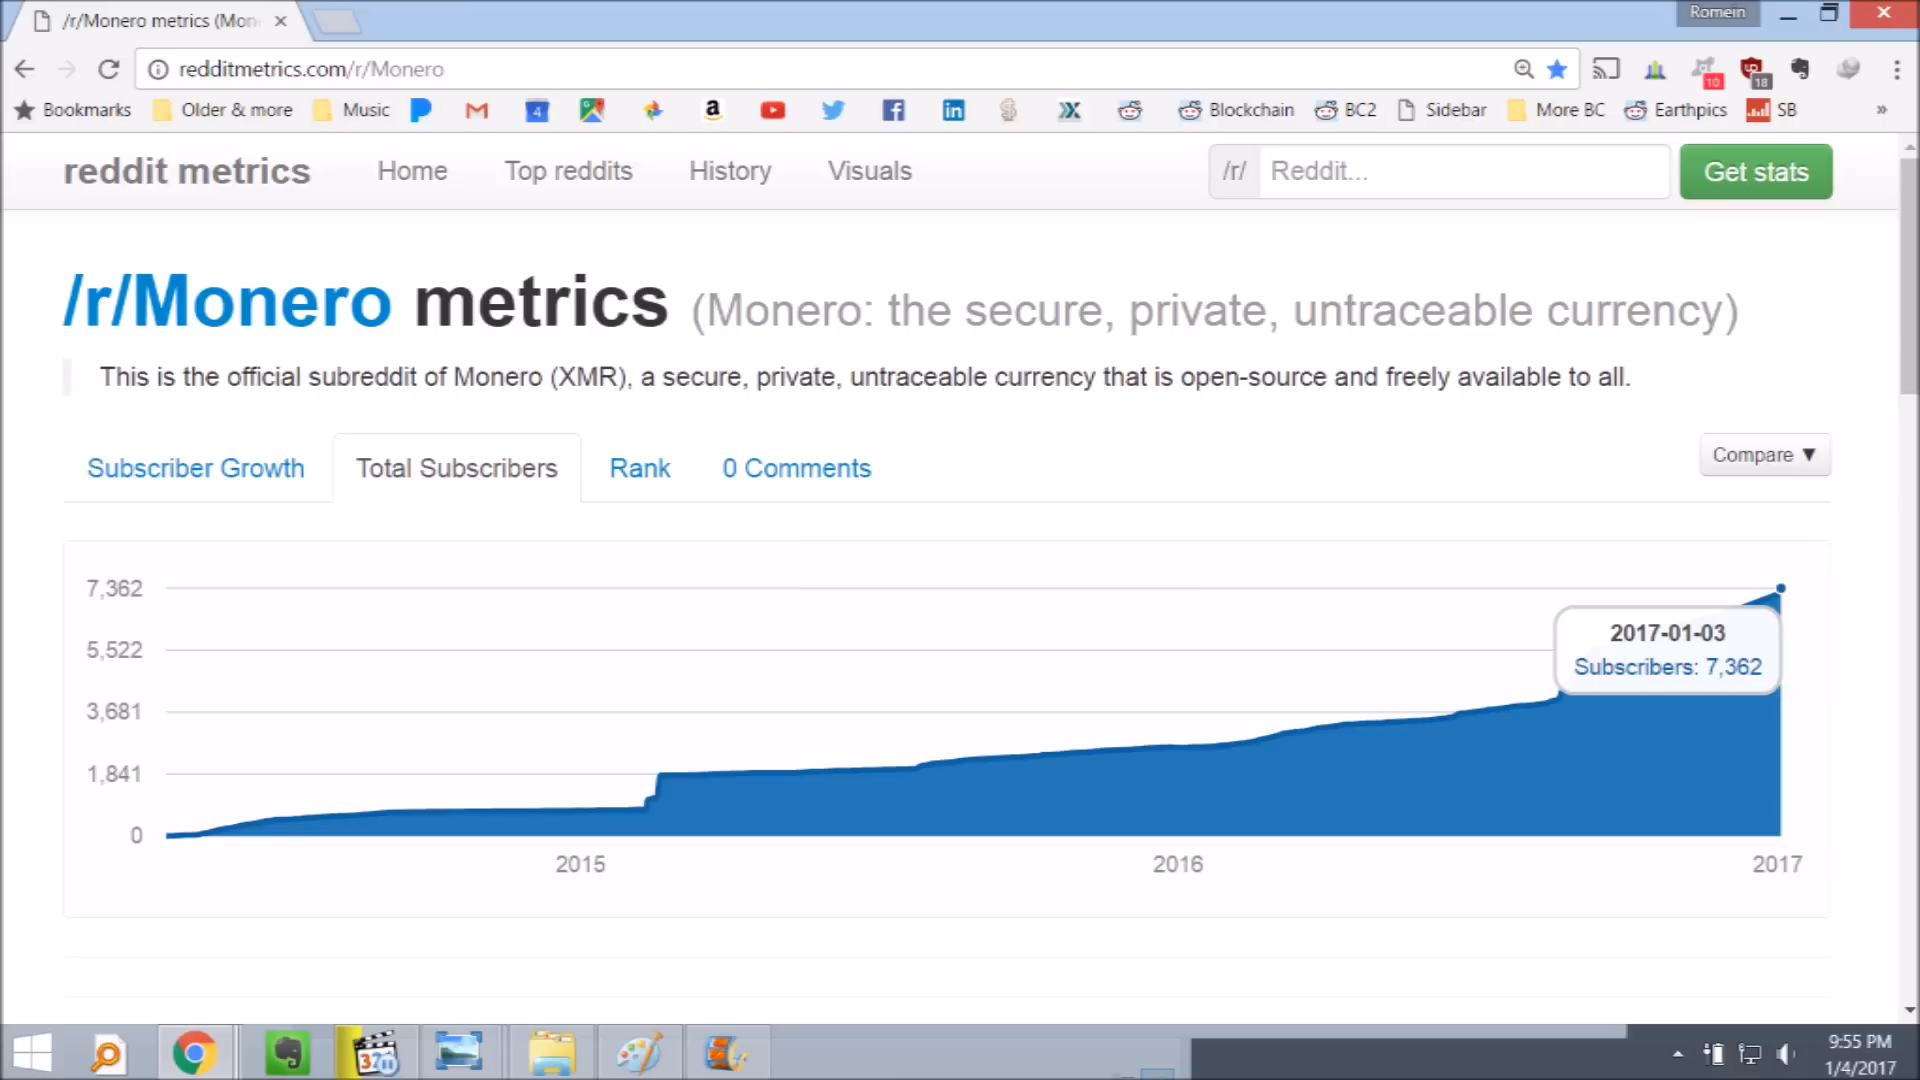 /r/Monero metrics (Mon
Romein
redditmetrics.com/r/Monero
10
18
Bookmarks
Older & more
Music
4
Blockchain
BC2
Sidebar
More BC
Earthpics
SB
»
reddit metrics
Home
Top reddits
History
Visuals
/r/
Reddit...
Get stats
/r/Monero metrics (Monero: the secure, private, untraceable currency)
This is the official subreddit of Monero (XMR), a secure, private, untraceable currency that is open-source and freely available to all.
Subscriber Growth
Total Subscribers
Rank
0 Comments
Compare ▼
7,362
5,522
3,681
1,841
0
2017-01-03
Subscribers: 7,362
2015
2016
2017
9:55 PM
1/4/2017